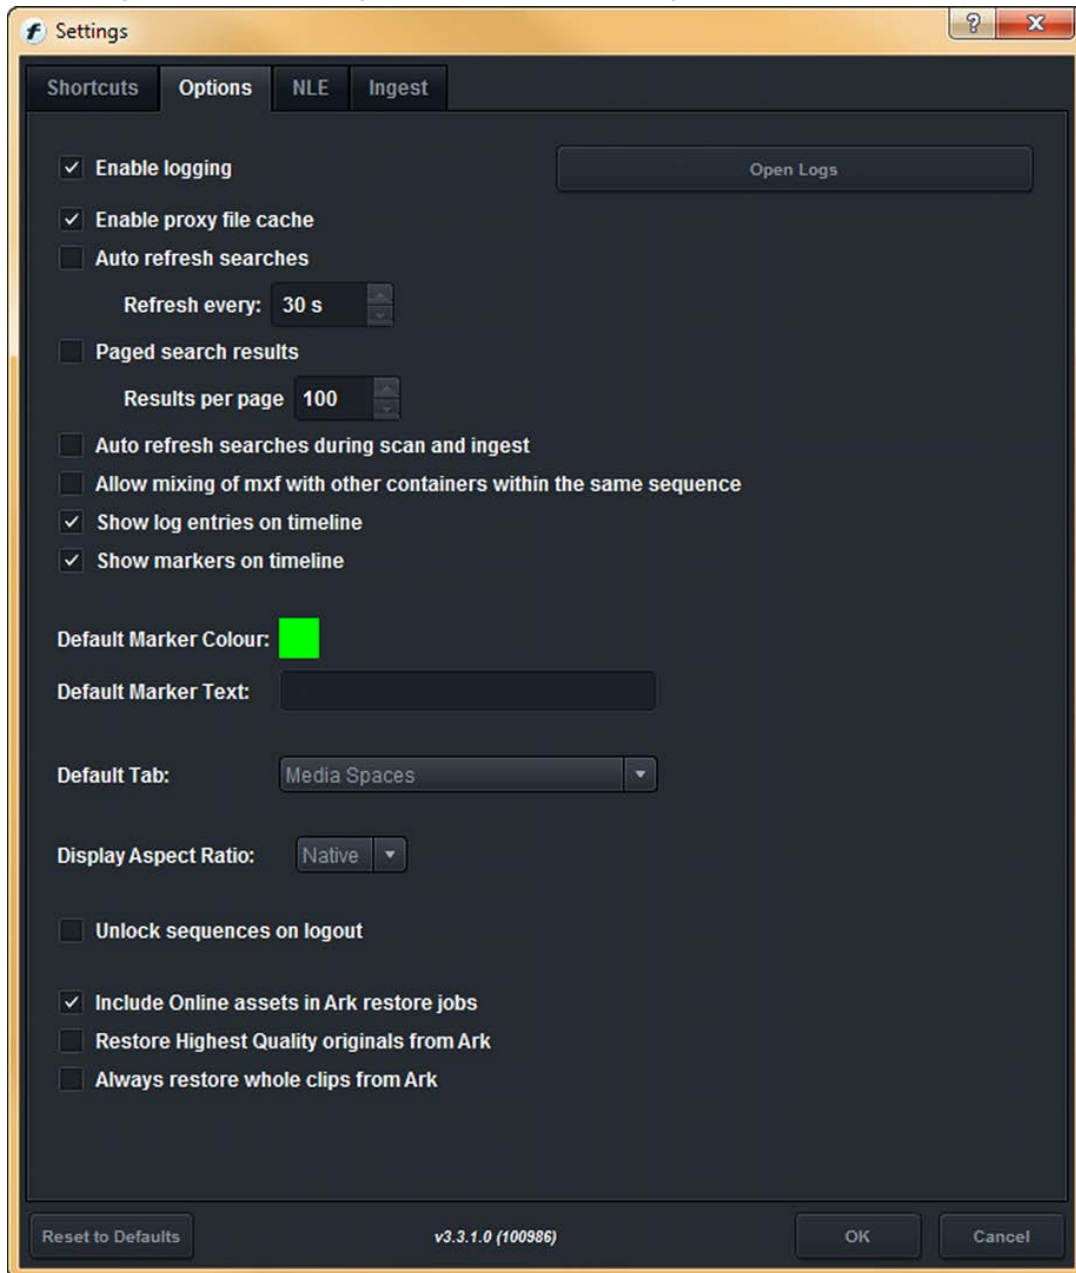 Settings
Shortcuts Options NLE Ingest
Enable logging Open Logs
Enable proxy file cache
Auto refresh searches
Refresh every: 30 s
Paged search results
Results per page 100
Auto refresh searches during scan and ingest
Allow mixing of mxf with other containers within the same sequence
Show log entries on timeline
Show markers on timeline
Default Marker Colour:
Default Marker Text:
Default Tab: Media Spaces
Display Aspect Ratio: Native
Unlock sequences on logout
Include Online assets in Ark restore jobs
Restore Highest Quality originals from Ark
Always restore whole clips from Ark
Reset to Defaults v3.3.1.0 (100986) OK Cancel